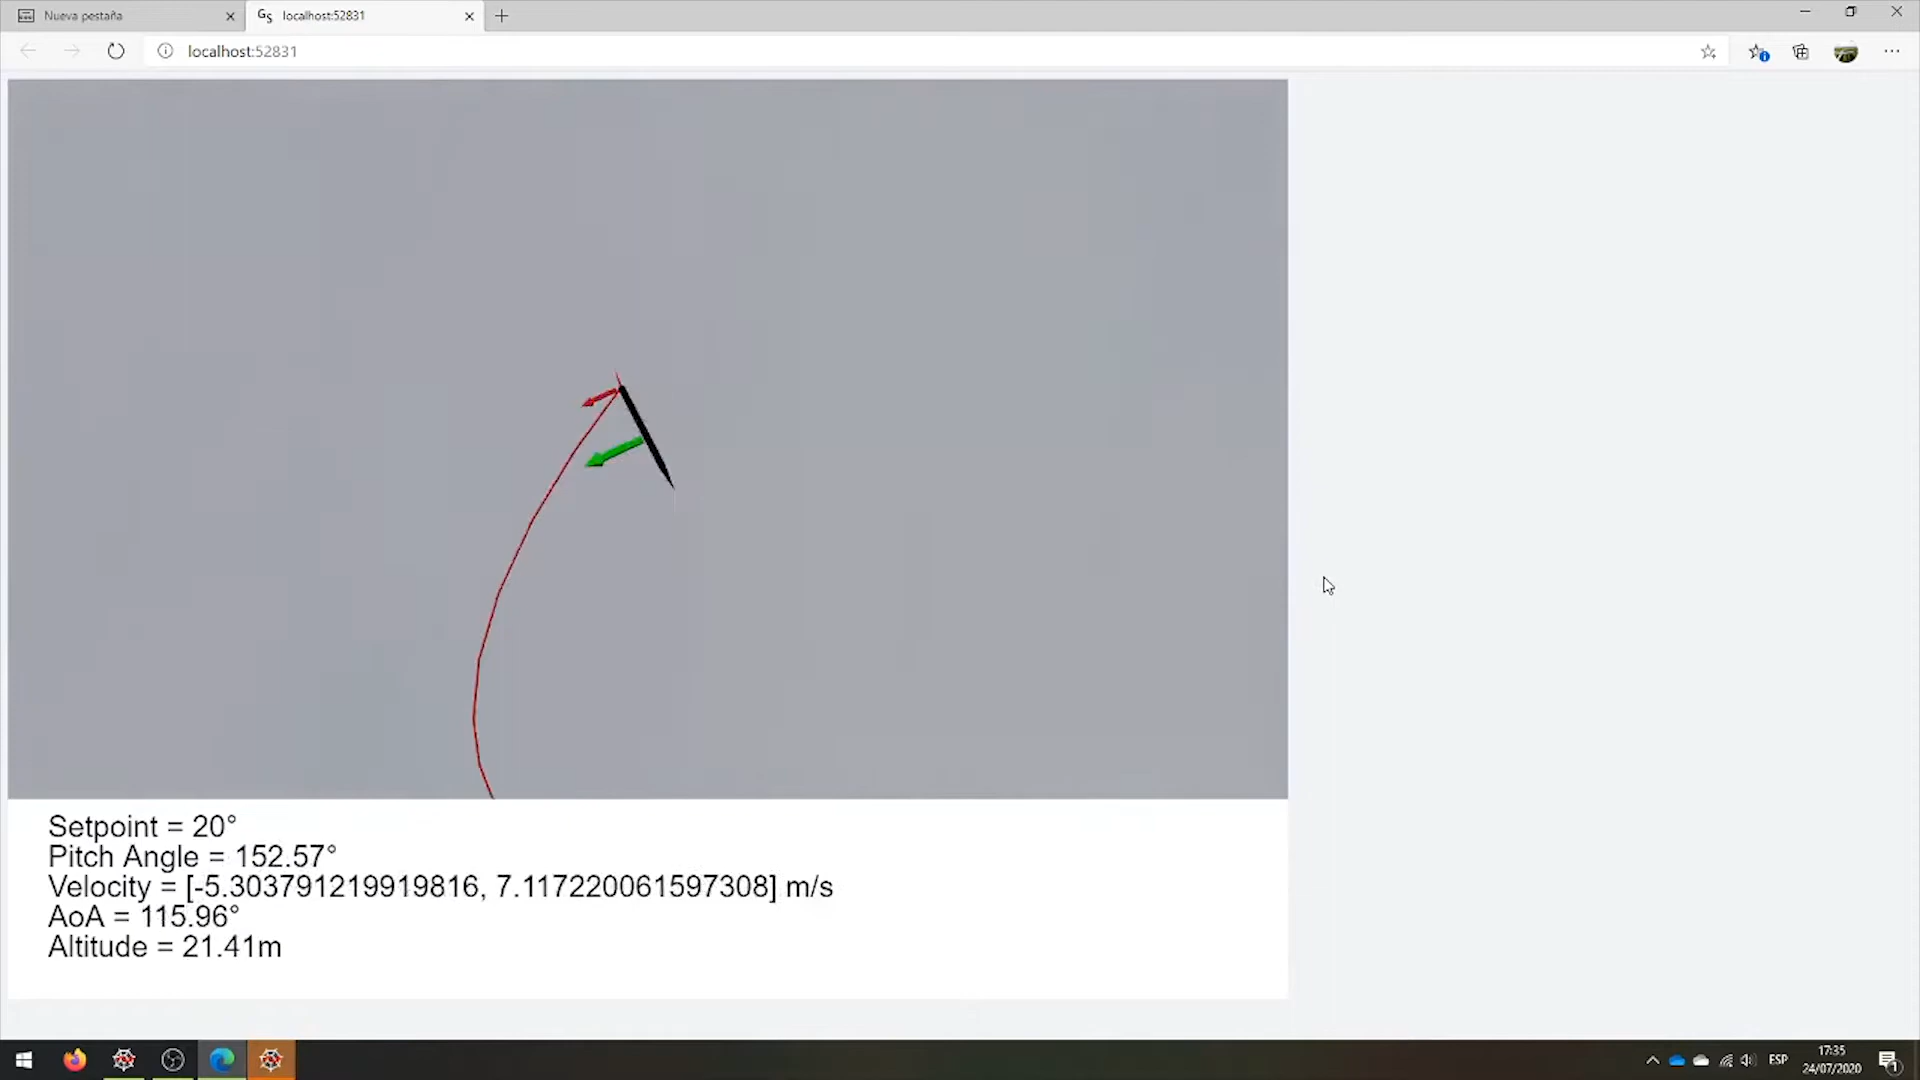 Nueva pestaña
localhost:52831
localhost:52831
Setpoint = 20°
Pitch Angle = 152.57°
Velocity = [-5.303791219919816, 7.117220061597308] m/s
AoA = 115.96°
Altitude = 21.41m
ESP
17:35
24/07/2020
1